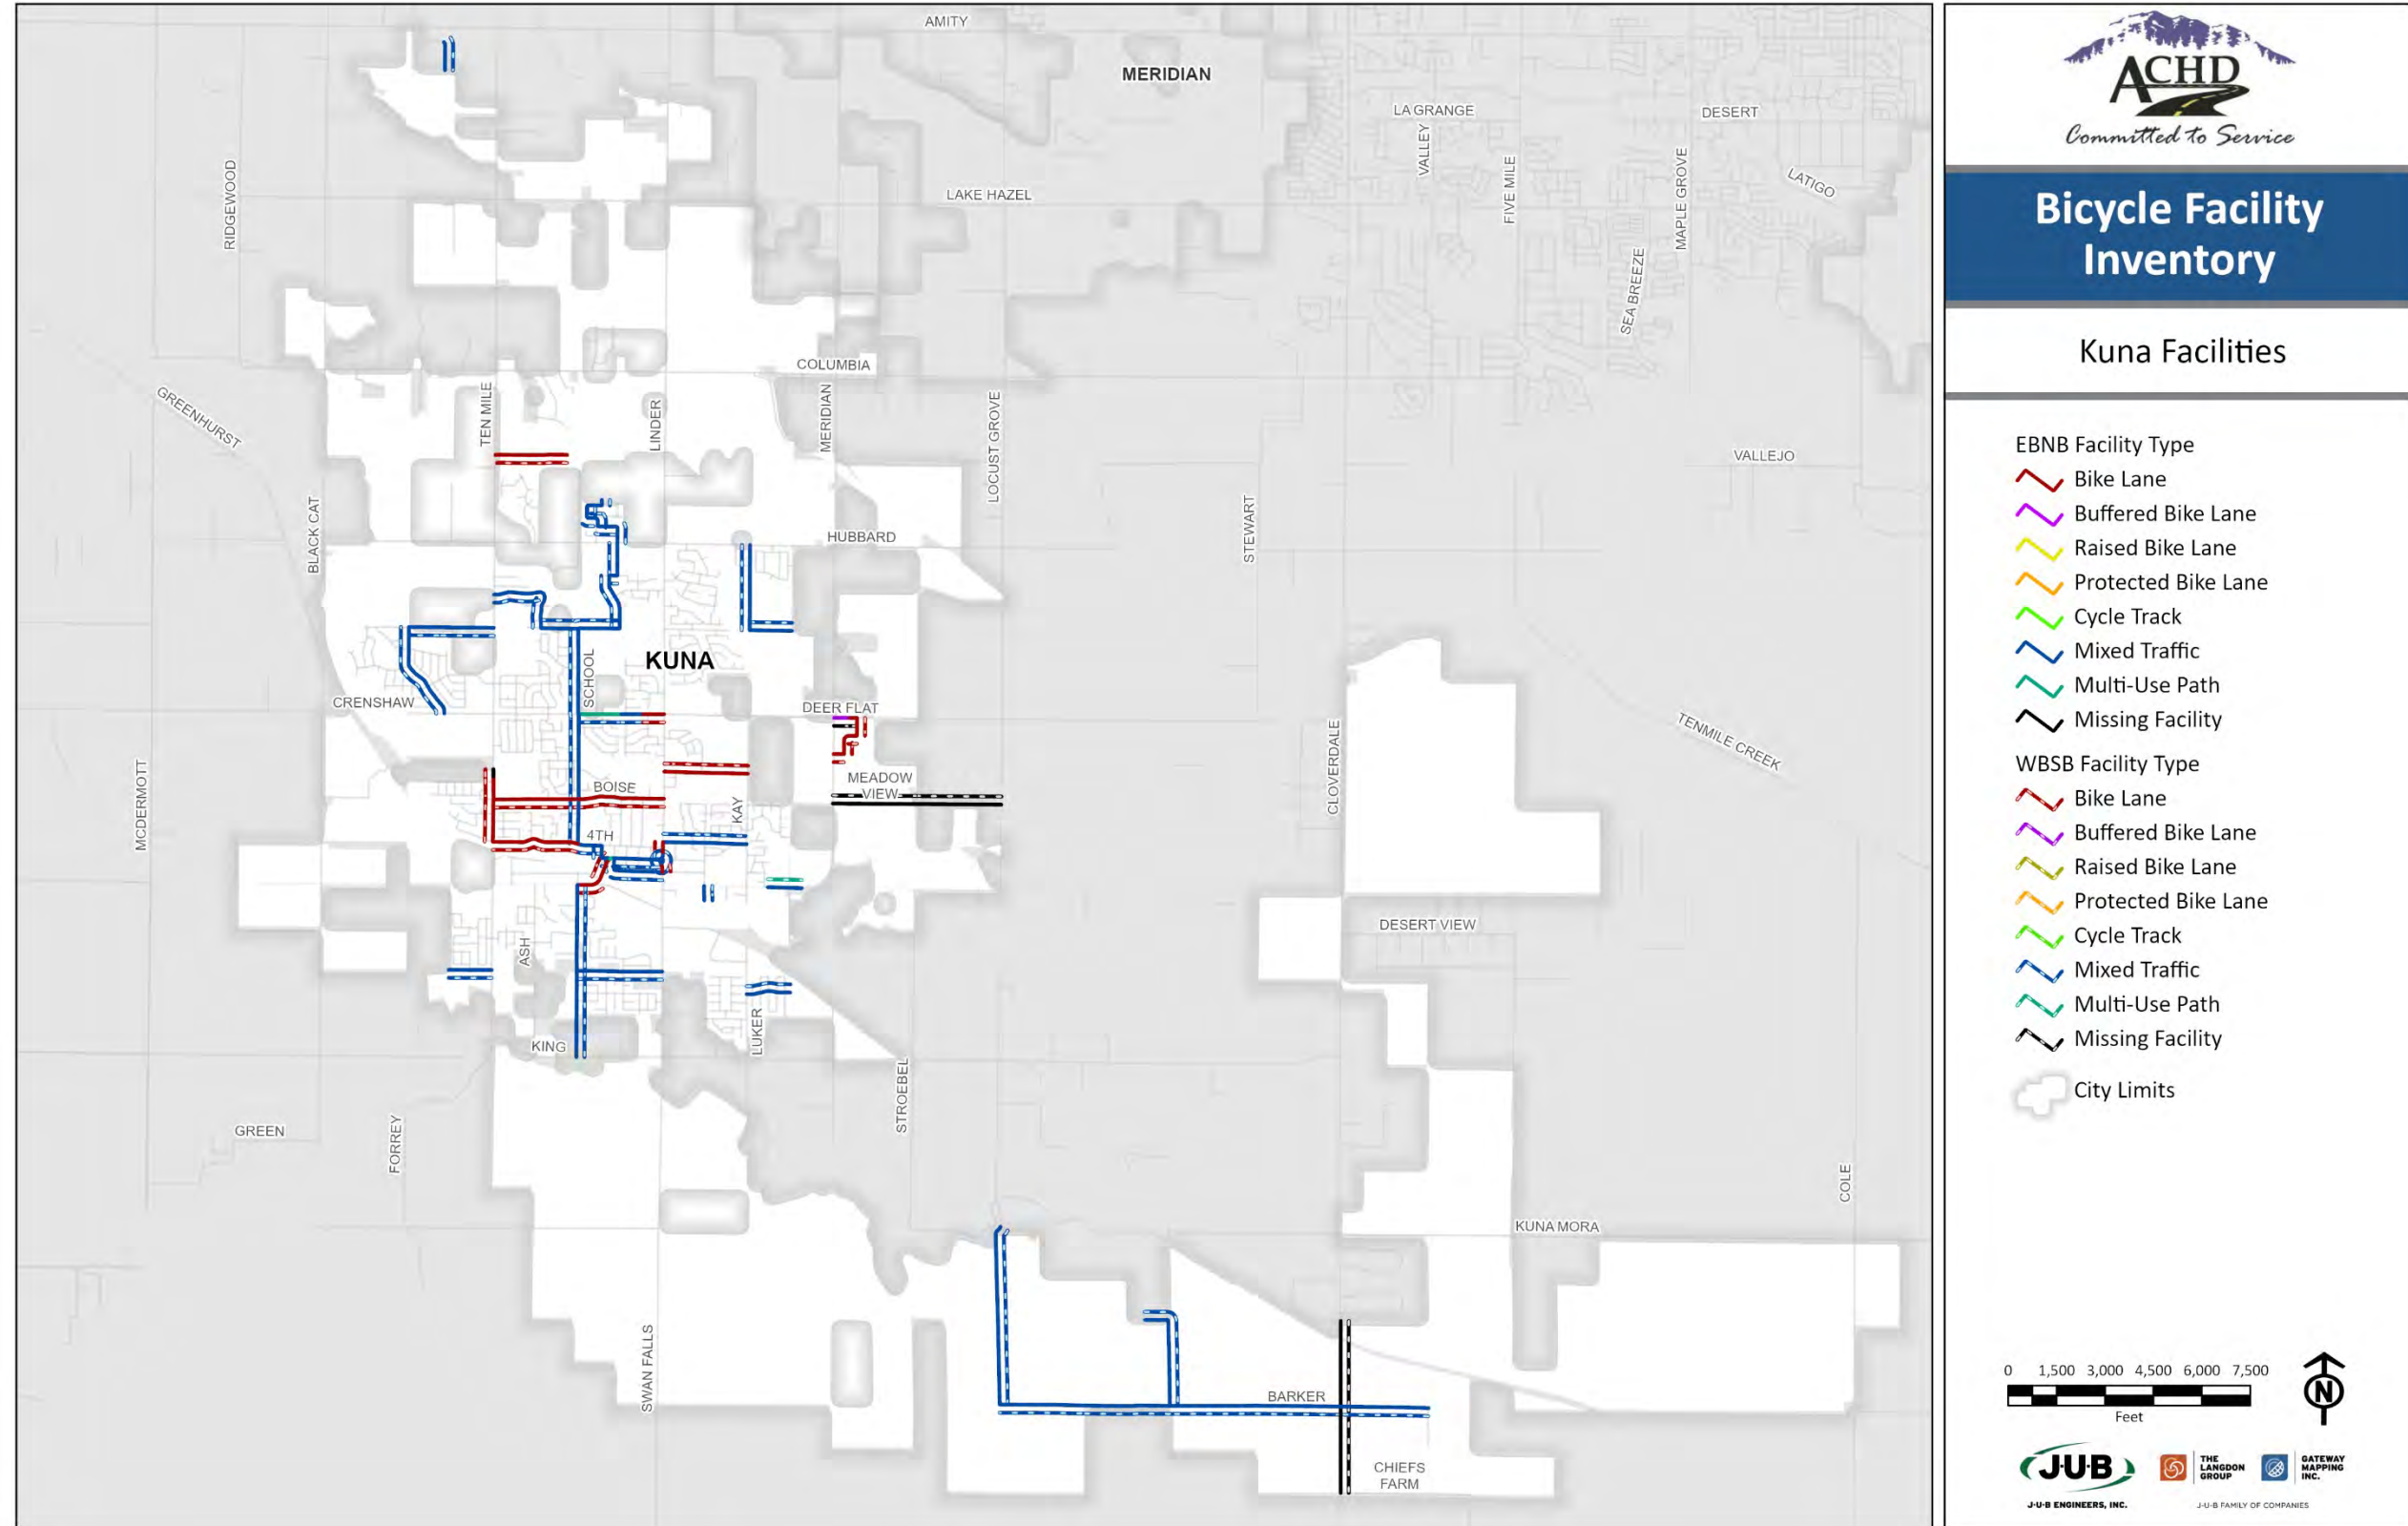 AMITY
MERIDIAN
LA GRANGE
DESERT
VALLEY
FIVE MILE
MAPLE GROVE
LATIGO
RIDGEWOOD
LAKE HAZEL
SEA BREEZE
COLUMBIA
GREENHURST
TEN MILE
LINDER
MERIDIAN
LOCUST GROVE
VALLEJO
BLACK CAT
STEWART
HUBBARD
SCHOOL
KUNA
CRENSHAW
DEER FLAT
TENMILE CREEK
MCDERMOTT
CLOVERDALE
MEADOW
VIEW
BOISE
KAY
4TH
DESERT VIEW
ASH
LUKER
KING
STROEBEL
GREEN
FORREY
COLE
KUNA MORA
SWAN FALLS
BARKER
CHIEFS
FARM
ACHD
Committed to Service
Bicycle Facility
Inventory
Kuna Facilities
EBNB Facility Type
Bike Lane
Buffered Bike Lane
Raised Bike Lane
Protected Bike Lane
Cycle Track
Mixed Traffic
Multi-Use Path
Missing Facility
WBSB Facility Type
Bike Lane
Buffered Bike Lane
Raised Bike Lane
Protected Bike Lane
Cycle Track
Mixed Traffic
Multi-Use Path
Missing Facility
City Limits
0 1,500 3,000 4,500 6,000 7,500
Feet
N
J·U·B
J·U·B ENGINEERS, INC.
THE
LANGDON
GROUP
GATEWAY
MAPPING
INC.
J·U·B FAMILY OF COMPANIES